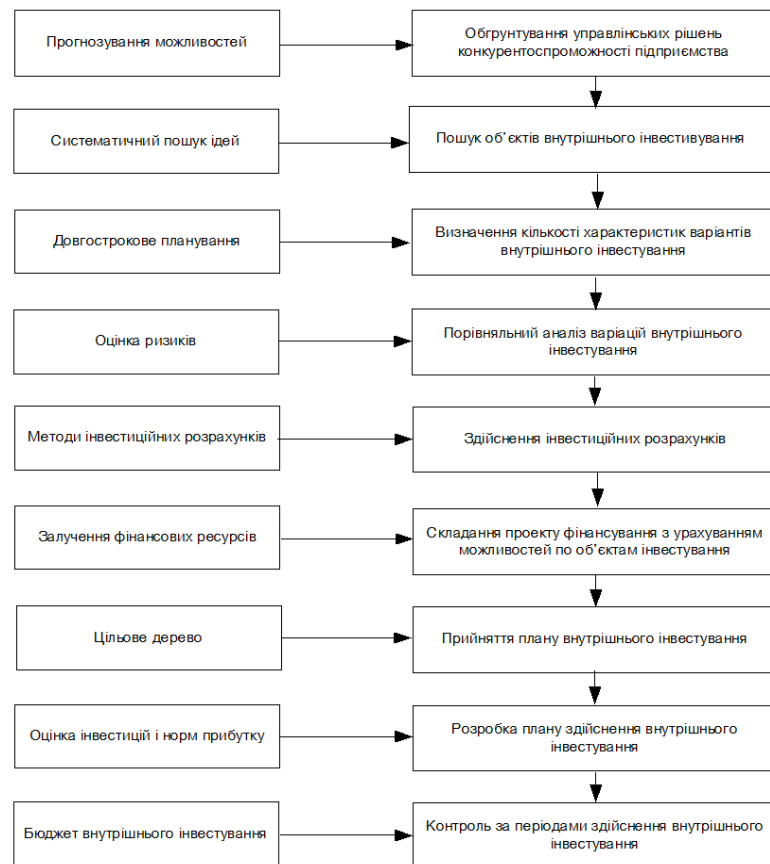 Прогнозування можливостей
Обгрунтування управлінських рішень
конкурентоспроможності підприємства
Систематичний пошук ідей
Пошук об'єктів внутрішнього інвестивування
Довгострокове планування
Визначення кількості характеристик варіантів
внутрішнього інвестування
Оцінка ризиків
Порівняльний аналіз варіацій внутрішнього
інвестування
Методи інвестиційних розрахунків
Здійснення інвестиційних розрахунків
Залучення фінансових ресурсів
Складання проекту фінансування з урахуванням
можливостей по об'єктам інвестування
Цільове дерево
Прийняття плану внутрішнього інвестування
Оцінка інвестицій і норм прибутку
Розробка плану здійснення внутрішнього
інвестування
Бюджет внутрішнього інвестування
Контроль за періодами здійснення внутрішнього
інвестування